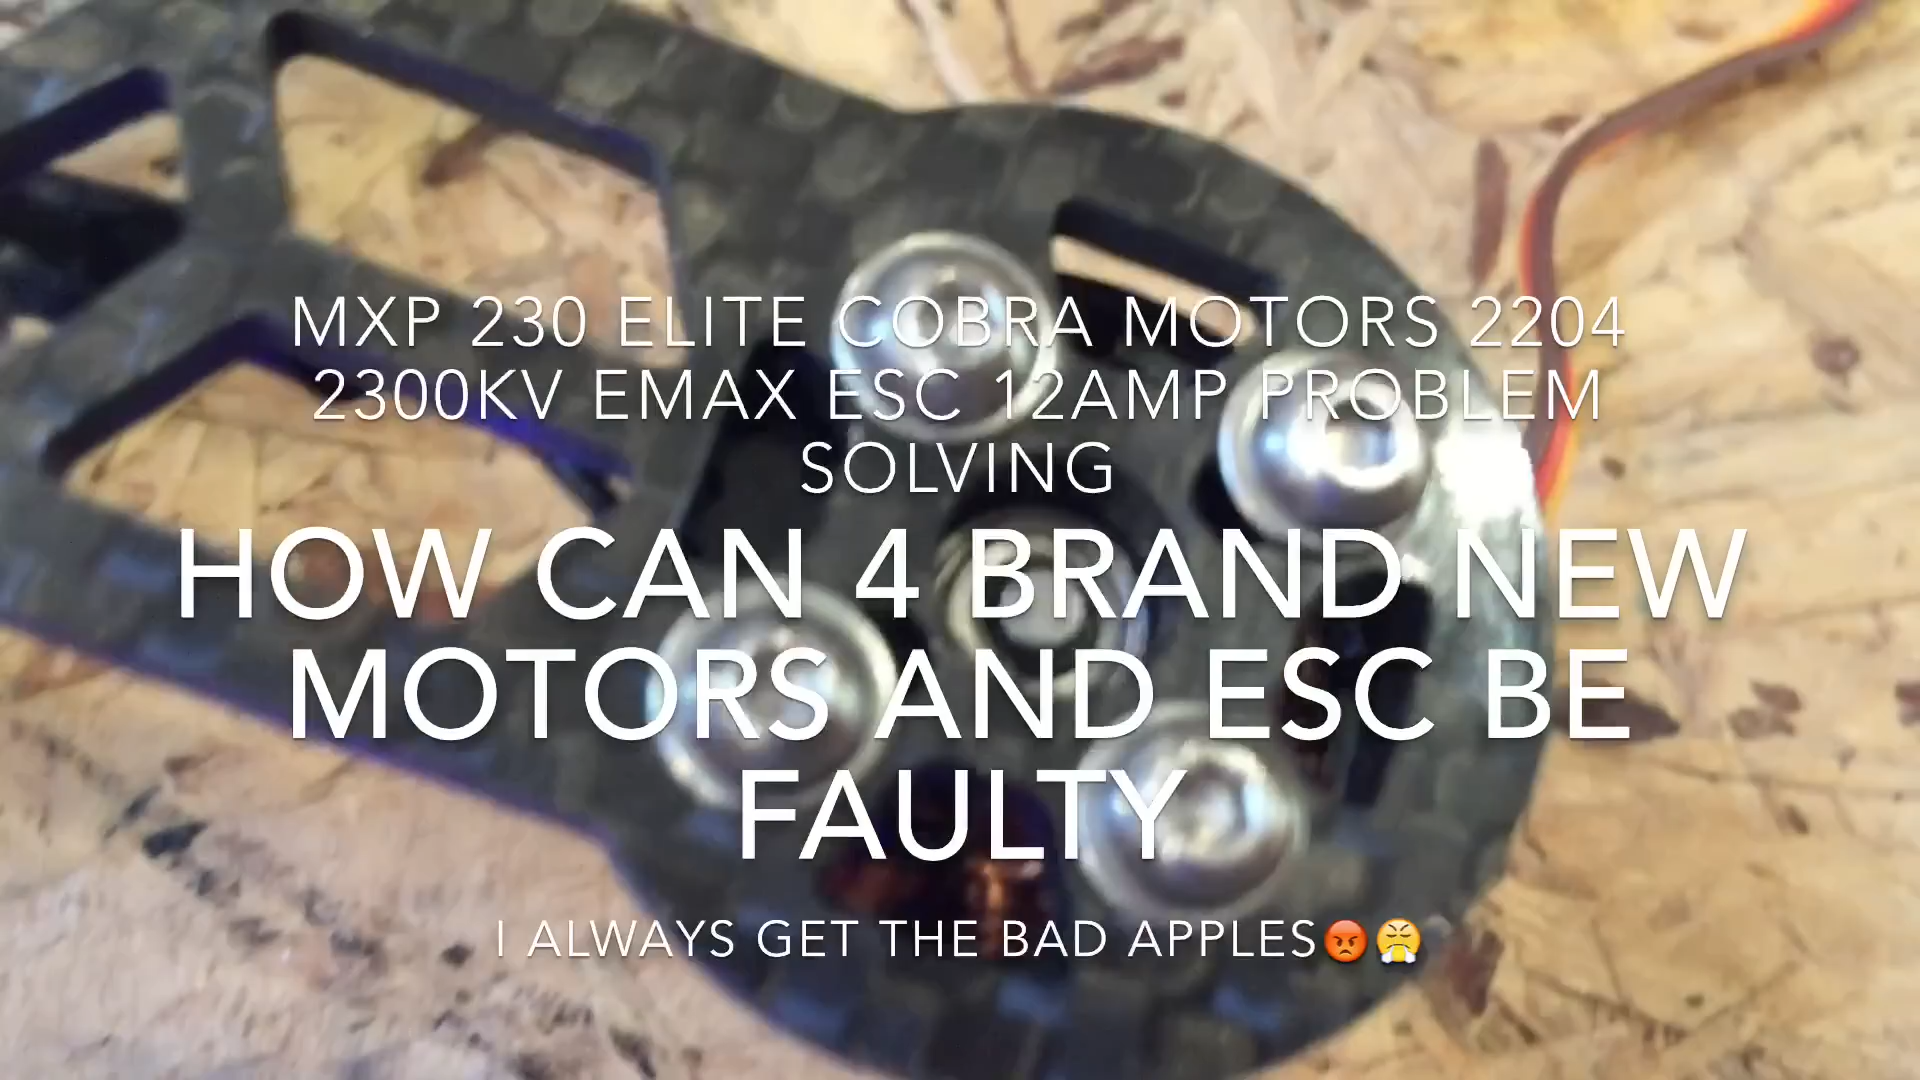 MXP 230 ELITE COBRA MOTORS 2204
2300KV EMAX ESC 12AMP PROBLEM
SOLVING
HOW CAN 4 BRAND NEW
MOTORS AND ESC BE
FAULTY
I ALWAYS GET THE BAD APPLES😡😤